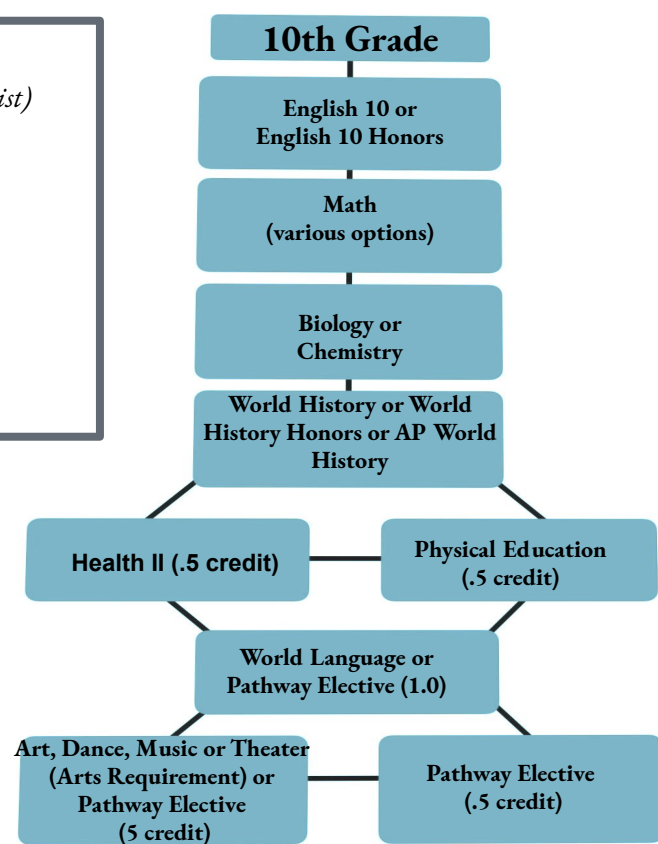 ist)
10th Grade
English 10 or
English 10 Honors
Math
(various options)
Biology or
Chemistry
World History or World
History Honors or AP World
History
Health II (.5 credit)
Physical Education
(.5 credit)
World Language or
Pathway Elective (1.0)
Art, Dance, Music or Theater
(Arts Requirement) or
Pathway Elective
(5 credit)
Pathway Elective
(.5 credit)